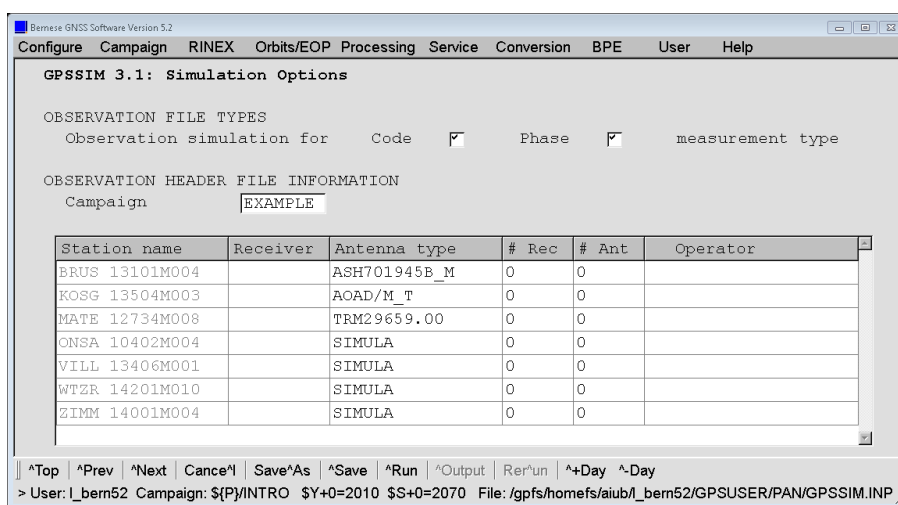 Bernese GNSS Software Version 5.2
Configure Campaign RINEX Orbits/EOP Processing Service Conversion BPE User Help
GPSSIM 3.1: Simulation Options
OBSERVATION FILE TYPES
Observation simulation for Code Phase measurement type
OBSERVATION HEADER FILE INFORMATION
Campaign EXAMPLE
Station name Receiver Antenna type # Rec # Ant Operator
BRUS 13101M004 ASH701945B_M 0 0
KOSG 13504M003 AOAD/M_T 0 0
MATE 12734M008 TRM29659.00 0 0
ONSA 10402M004 SIMULA 0 0
VILL 13406M001 SIMULA 0 0
WTZR 14201M010 SIMULA 0 0
ZIMM 14001M004 SIMULA 0 0
^Top ^Prev ^Next Cance^l Save^As ^Save ^Run ^Output Rer^un ^+Day ^-Day
> User: l_bern52 Campaign: ${P}/INTRO $Y+0=2010 $S+0=2070 File: /gpfs/homefs/aiub/l_bern52/GPSUSER/PAN/GPSSIM.INP